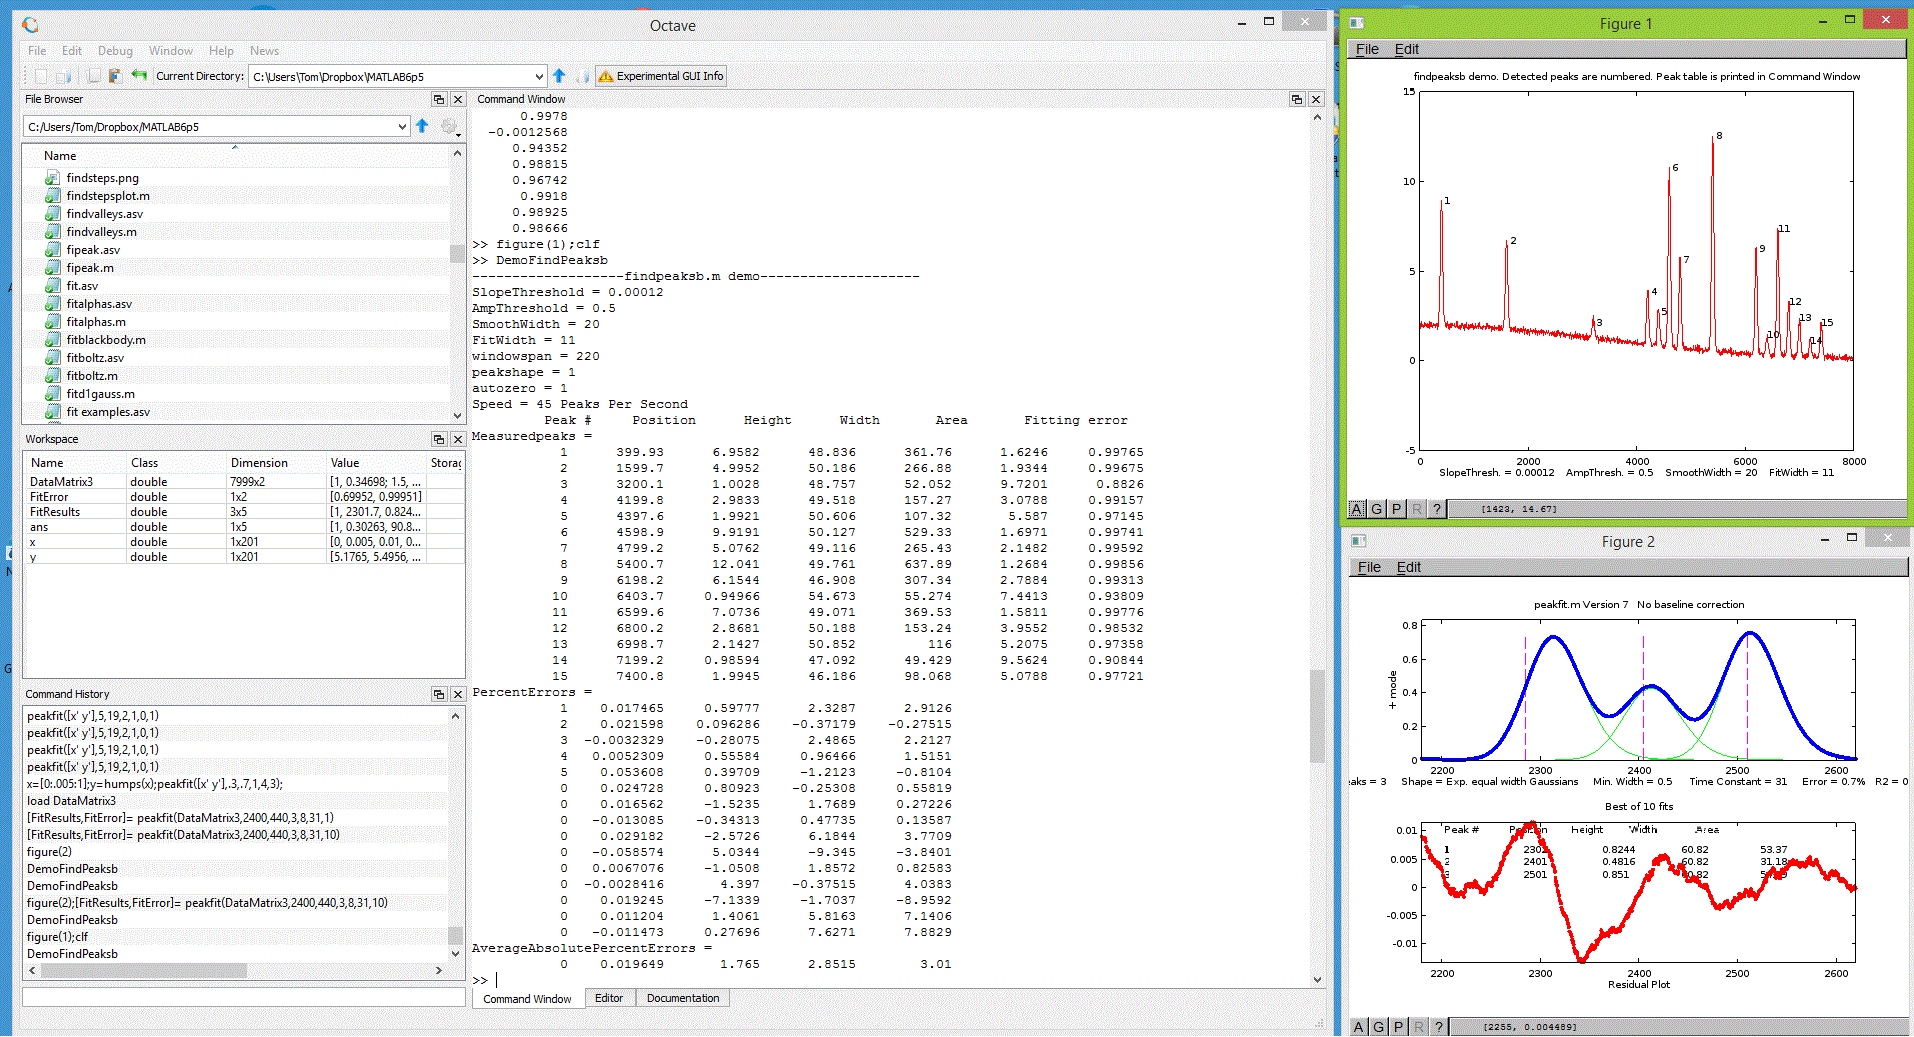 Octave
File Edit Debug Window Help News
Current Directory: C:\Users\Tom\Dropbox\MATLAB6p5 Experimental GUI Info
File Browser
C:/Users/Tom/Dropbox/MATLAB6p5
Name
findsteps.png
findstepsplot.m
findvalleys.asv
findvalleys.m
fipeak.asv
fipeak.m
fit.asv
fitalphas.asv
fitalphas.m
fitblackbody.m
fitboltz.asv
fitboltz.m
fitd1gauss.m
fit examples.asv
Workspace
Name Class Dimension Value Storag
DataMatrix3 double 7999x2 [1, 0.34698; 1.5, ...
FitError double 1x2 [0.69952, 0.99951]
FitResults double 3x5 [1, 2301.7, 0.824...
ans double 1x5 [1, 0.30263, 90.8...
x double 1x201 [0, 0.005, 0.01, 0...
y double 1x201 [5.1765, 5.4956, ...
Command History
peakfit([x' y'],5,19,2,1,0,1)
peakfit([x' y'],5,19,2,1,0,1)
peakfit([x' y'],5,19,2,1,0,1)
peakfit([x' y'],5,19,2,1,0,1)
x=[0:.005:1];y=humps(x);peakfit([x' y'],.3,.7,1,4,3);
load DataMatrix3
[FitResults,FitError]= peakfit(DataMatrix3,2400,440,3,8,31,1)
[FitResults,FitError]= peakfit(DataMatrix3,2400,440,3,8,31,10)
figure(2)
DemoFindPeaksb
DemoFindPeaksb
figure(2);[FitResults,FitError]= peakfit(DataMatrix3,2400,440,3,8,31,10)
DemoFindPeaksb
figure(1);clf
DemoFindPeaksb
Command Window
0.9978
-0.0012568
0.94352
0.98815
0.96742
0.9918
0.98925
0.98666
>> figure(1);clf
>> DemoFindPeaksb
-------------------findpeaksb.m demo--------------------
SlopeThreshold = 0.00012
AmpThreshold = 0.5
SmoothWidth = 20
FitWidth = 11
windowspan = 220
peakshape = 1
autozero = 1
Speed = 45 Peaks Per Second
Peak # Position Height Width Area Fitting error
Measuredpeaks =
1 399.93 6.9582 48.836 361.76 1.6246 0.99765
2 1599.7 4.9952 50.186 266.88 1.9344 0.99675
3 3200.1 1.0028 48.757 52.052 9.7201 0.8826
4 4199.8 2.9833 49.518 157.27 3.0788 0.99157
5 4397.6 1.9921 50.606 107.32 5.587 0.97145
6 4598.9 9.9191 50.127 529.33 1.6971 0.99741
7 4799.2 5.0762 49.116 265.43 2.1482 0.99592
8 5400.7 12.041 49.761 637.89 1.2684 0.99856
9 6198.2 6.1544 46.908 307.34 2.7884 0.99313
10 6403.7 0.94966 54.673 55.274 7.4413 0.93809
11 6599.6 7.0736 49.071 369.53 1.5811 0.99776
12 6800.2 2.8681 50.188 153.24 3.9552 0.98532
13 6998.7 2.1427 50.852 116 5.2075 0.97358
14 7199.2 0.98594 47.092 49.429 9.5624 0.90844
15 7400.8 1.9945 46.186 98.068 5.0788 0.97721
PercentErrors =
1 0.017465 0.59777 2.3287 2.9126
2 0.021598 0.096286 -0.37179 -0.27515
3 -0.0032329 -0.28075 2.4865 2.2127
4 0.0052309 0.55584 0.96466 1.5151
5 0.053608 0.39709 -1.2123 -0.8104
0 0.024728 0.80923 -0.25308 0.55819
0 0.016562 -1.5235 1.7689 0.27226
0 -0.013085 -0.34313 0.47735 0.13587
0 0.029182 -2.5726 6.1844 3.7709
0 -0.058574 5.0344 -9.345 -3.8401
0 0.0067076 -1.0508 1.8572 0.82583
0 -0.0028416 4.397 -0.37515 4.0383
0 0.019245 -7.1339 -1.7037 -8.9592
0 0.011204 1.4061 5.8163 7.1406
0 -0.011473 0.27696 7.6271 7.8829
AverageAbsolutePercentErrors =
0 0.019649 1.765 2.8515 3.01
>>
Command Window Editor Documentation
Figure 1
File Edit
findpeaksb demo. Detected peaks are numbered. Peak table is printed in Command Window
15
10
5
0
-5
1 2 3 4 5 6 7 8 9 10 11 12 13 14 15
0 2000 4000 6000 8000
SlopeThresh. = 0.00012 AmpThresh. = 0.5 SmoothWidth = 20 FitWidth = 11
A G P R ? [1423, 14.67]
Figure 2
File Edit
peakfit.m Version 7 No baseline correction
+ mode
0.8
0.6
0.4
0.2
0
2200 2300 2400 2500 2600
aks = 3 Shape = Exp. equal width Gaussians Min. Width = 0.5 Time Constant = 31 Error = 0.7% R2 = 0
Best of 10 fits
0.01
0.005
0
-0.005
-0.01
Peak # Height Width Area
1 2302 0.8244 60.82 53.37
2 2401 0.4816 60.82 31.18
2501 0.851 60.82
2200 2300 2400 2500 2600
Residual Plot
A G P R ? [2255, 0.004489]